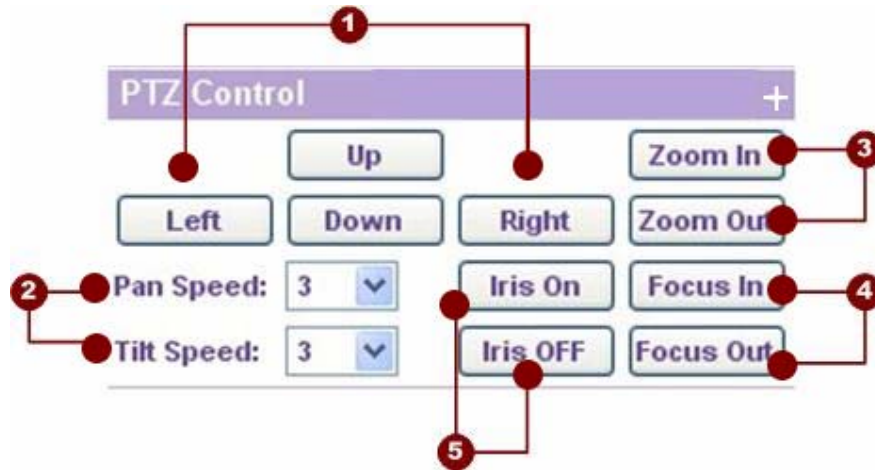 1
PTZ Control +
Up Zoom In 3
Left Down Right Zoom Out
2 Pan Speed: 3 Iris On Focus In 4
Tilt Speed: 3 Iris OFF Focus Out
5